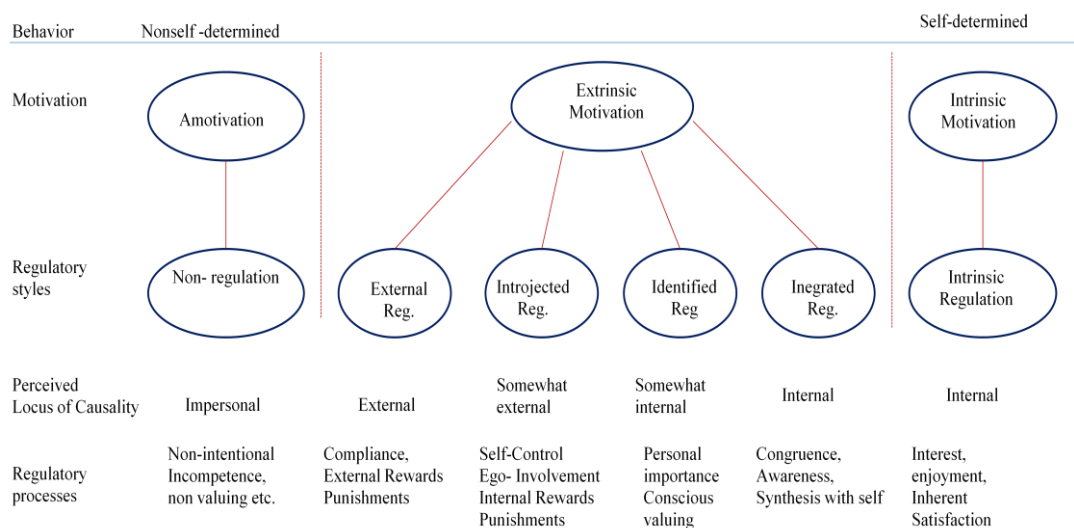 Behavior
Nonself -determined
Self-determined
Motivation
Amotivation
Extrinsic
Motivation
Intrinsic
Motivation
Regulatory
styles
Non- regulation
External
Reg.
Introjected
Reg.
Identified
Reg
Inegrated
Reg.
Intrinsic
Regulation
Perceived
Locus of Causality
Impersonal
External
Somewhat
external
Somewhat
internal
Internal
Internal
Regulatory
processes
Non-intentional
Incompetence,
non valuing etc.
Compliance,
External Rewards
Punishments
Self-Control
Ego- Involvement
Internal Rewards
Punishments
Personal
importance
Conscious
valuing
Congruence,
Awareness,
Synthesis with self
Interest,
enjoyment,
Inherent
Satisfaction